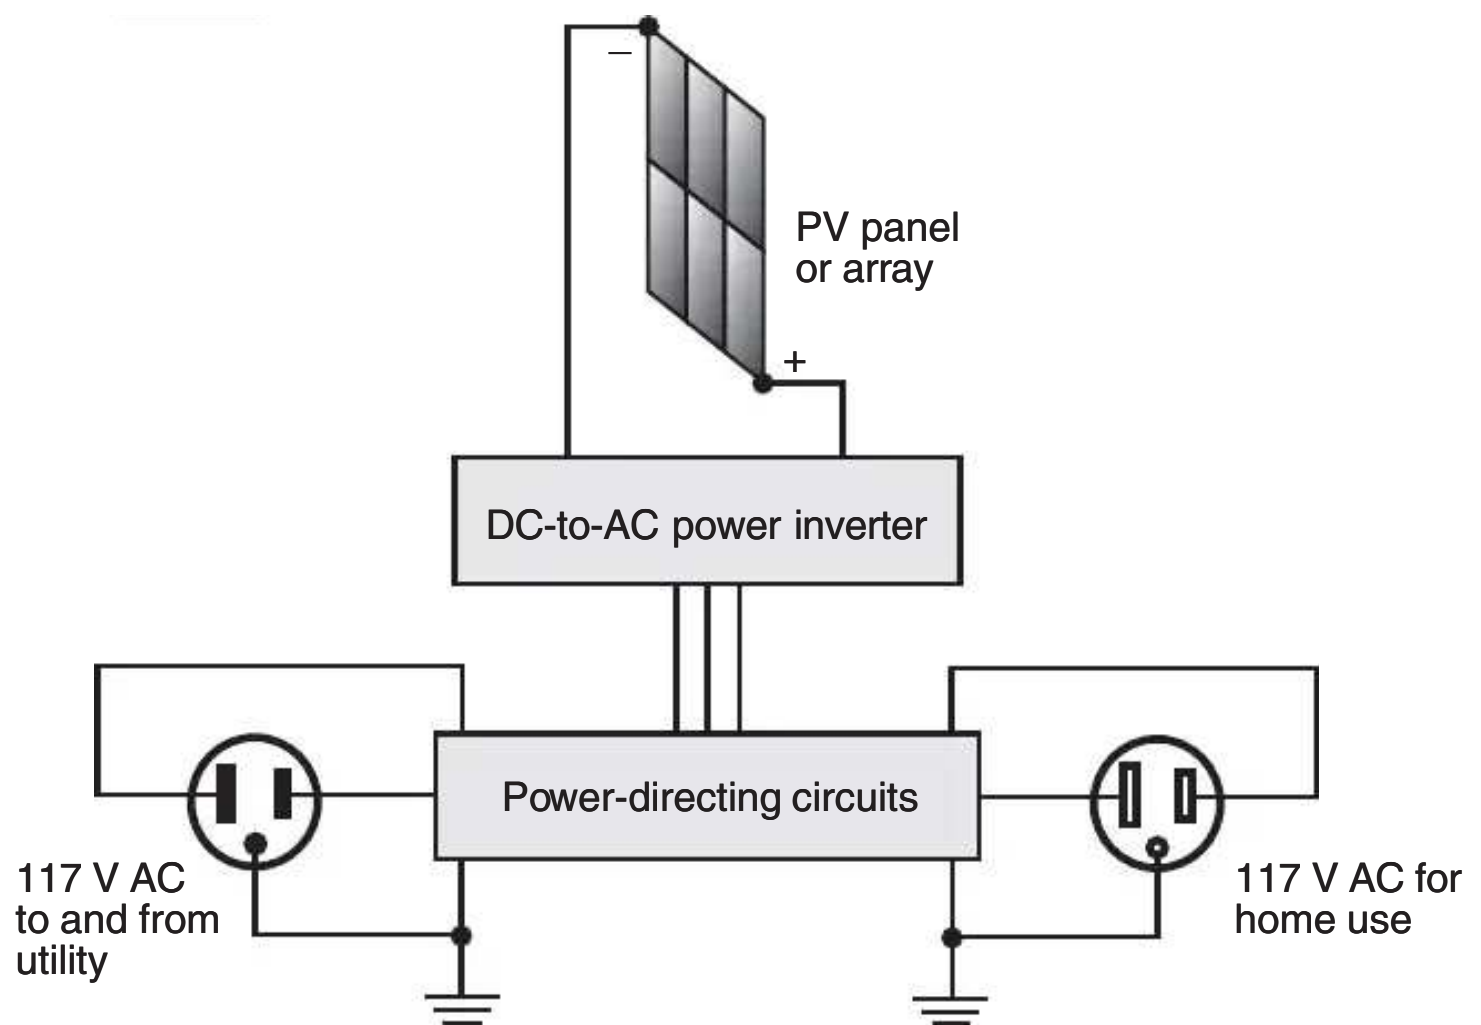 –
PV panel
or array
+
DC-to-AC power inverter
Power-directing circuits
117 V AC
to and from
utility
117 V AC for
home use